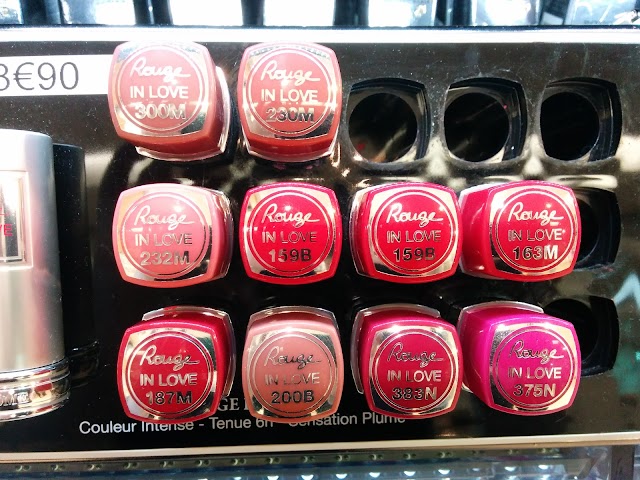 3€90
Rouge
IN LOVE
300M
Rouge
IN LOVE
230M
Rouge
IN LOVE
232M
Rouge
IN LOVE
159B
Rouge
IN LOVE
159B
Rouge
IN LOVE
163M
Rouge
IN LOVE
187M
Rouge
IN LOVE
200B
Rouge
IN LOVE
383N
Rouge
IN LOVE
375N
Couleur Intense - Tenue 6h - Sensation Plume